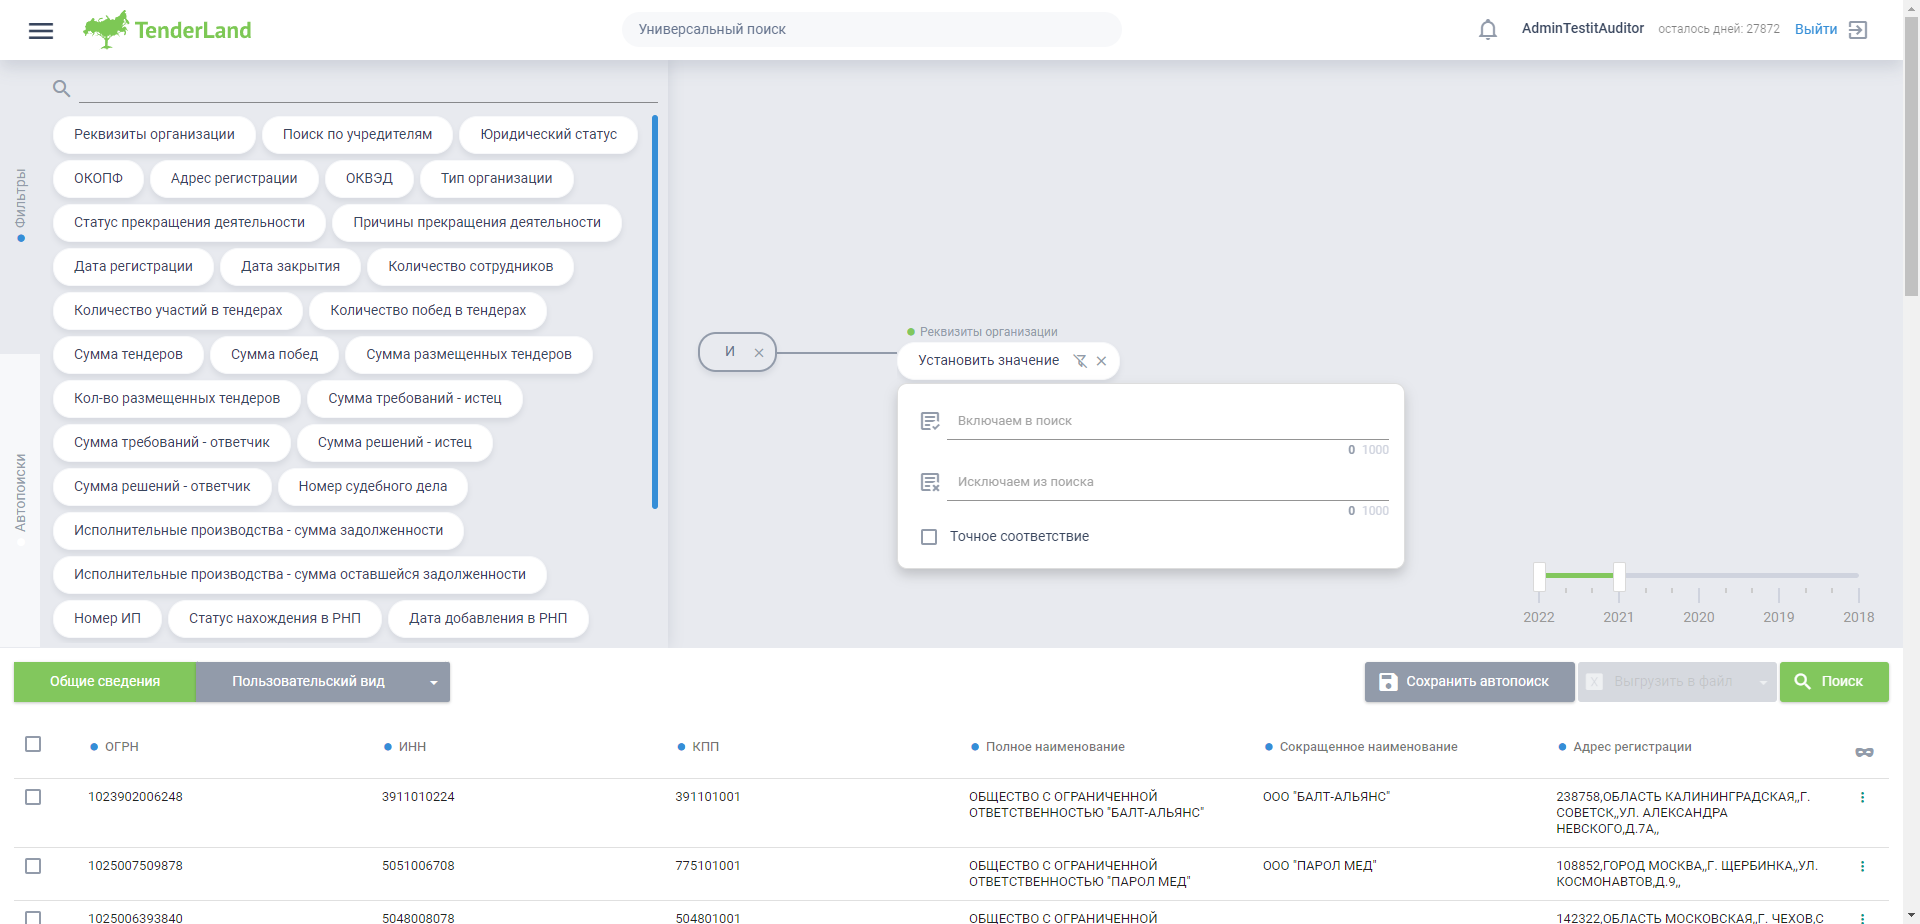 TenderLand
Универсальный поиск
AdminTestitAuditor
осталось дней: 27872
Выйти
Фильтры
Автопоиски
Реквизиты организации
Поиск по учредителям
Юридический статус
ОКОПФ
Адрес регистрации
ОКВЭД
Тип организации
Статус прекращения деятельности
Причины прекращения деятельности
Дата регистрации
Дата закрытия
Количество сотрудников
Количество участий в тендерах
Количество побед в тендерах
Сумма тендеров
Сумма побед
Сумма размещенных тендеров
Кол-во размещенных тендеров
Сумма требований - истец
Сумма требований - ответчик
Сумма решений - истец
Сумма решений - ответчик
Номер судебного дела
Исполнительные производства - сумма задолженности
Исполнительные производства - сумма оставшейся задолженности
Номер ИП
Статус нахождения в РНП
Дата добавления в РНП
И
Реквизиты организации
Установить значение
Включаем в поиск
0 1000
Исключаем из поиска
0 1000
Точное соответствие
2022 2021 2020 2019 2018
Общие сведения
Пользовательский вид
Сохранить автопоиск
Выгрузить в файл
Поиск
ОГРН
ИНН
КПП
Полное наименование
Сокращенное наименование
Адрес регистрации
1023902006248
3911010224
391101001
ОБЩЕСТВО С ОГРАНИЧЕННОЙ
ОТВЕТСТВЕННОСТЬЮ "БАЛТ-АЛЬЯНС"
ООО "БАЛТ-АЛЬЯНС"
238758,ОБЛАСТЬ КАЛИНИНГРАДСКАЯ,,Г.
СОВЕТСК,,УЛ. АЛЕКСАНДРА
НЕВСКОГО,Д.7А,,
1025007509878
5051006708
775101001
ОБЩЕСТВО С ОГРАНИЧЕННОЙ
ОТВЕТСТВЕННОСТЬЮ "ПАРОЛ МЕД"
ООО "ПАРОЛ МЕД"
108852,ГОРОД МОСКВА,,Г. ЩЕРБИНКА,,УЛ.
КОСМОНАВТОВ,Д.9,,
1025006393840
5048008078
504801001
ОБЩЕСТВО С ОГРАНИЧЕННОЙ
142322,ОБЛАСТЬ МОСКОВСКАЯ,,Г. ЧЕХОВ,С